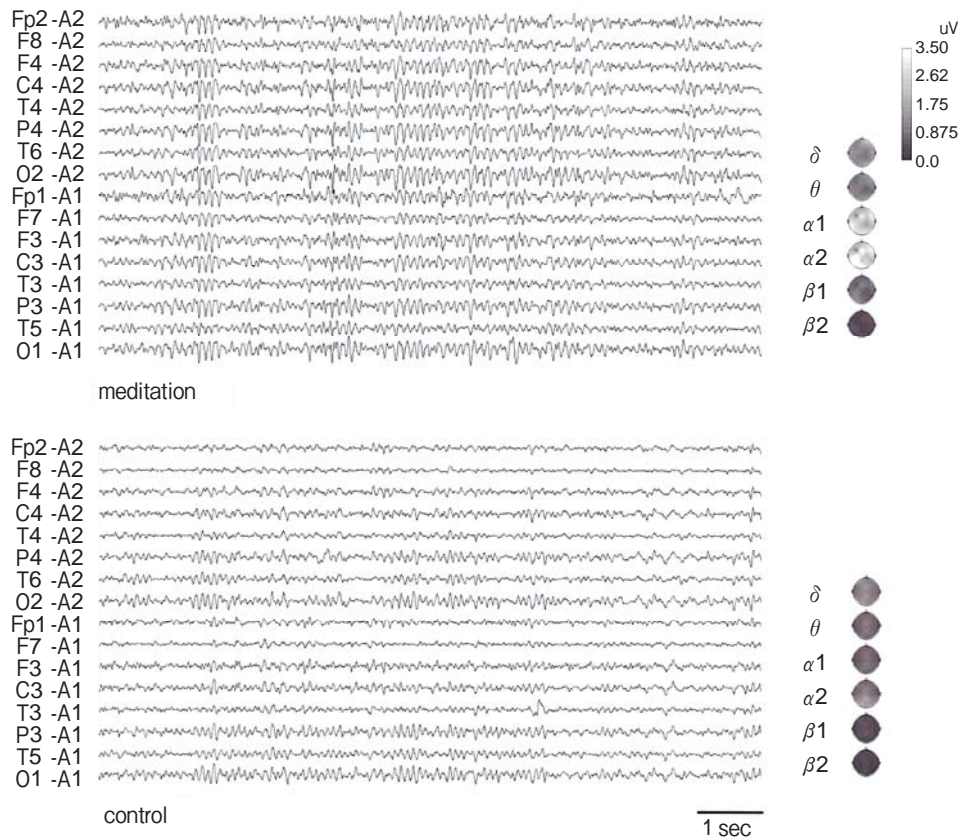 Fp2 -A2
F8 -A2
F4 -A2
C4 -A2
T4 -A2
P4 -A2
T6 -A2
O2 -A2
Fp1 -A1
F7 -A1
F3 -A1
C3 -A1
T3 -A1
P3 -A1
T5 -A1
O1 -A1
meditation
uV
3.50
2.62
1.75
0.875
0.0
δ
θ
α1
α2
β1
β2
Fp2 -A2
F8 -A2
F4 -A2
C4 -A2
T4 -A2
P4 -A2
T6 -A2
O2 -A2
Fp1 -A1
F7 -A1
F3 -A1
C3 -A1
T3 -A1
P3 -A1
T5 -A1
O1 -A1
control
1 sec
δ
θ
α1
α2
β1
β2